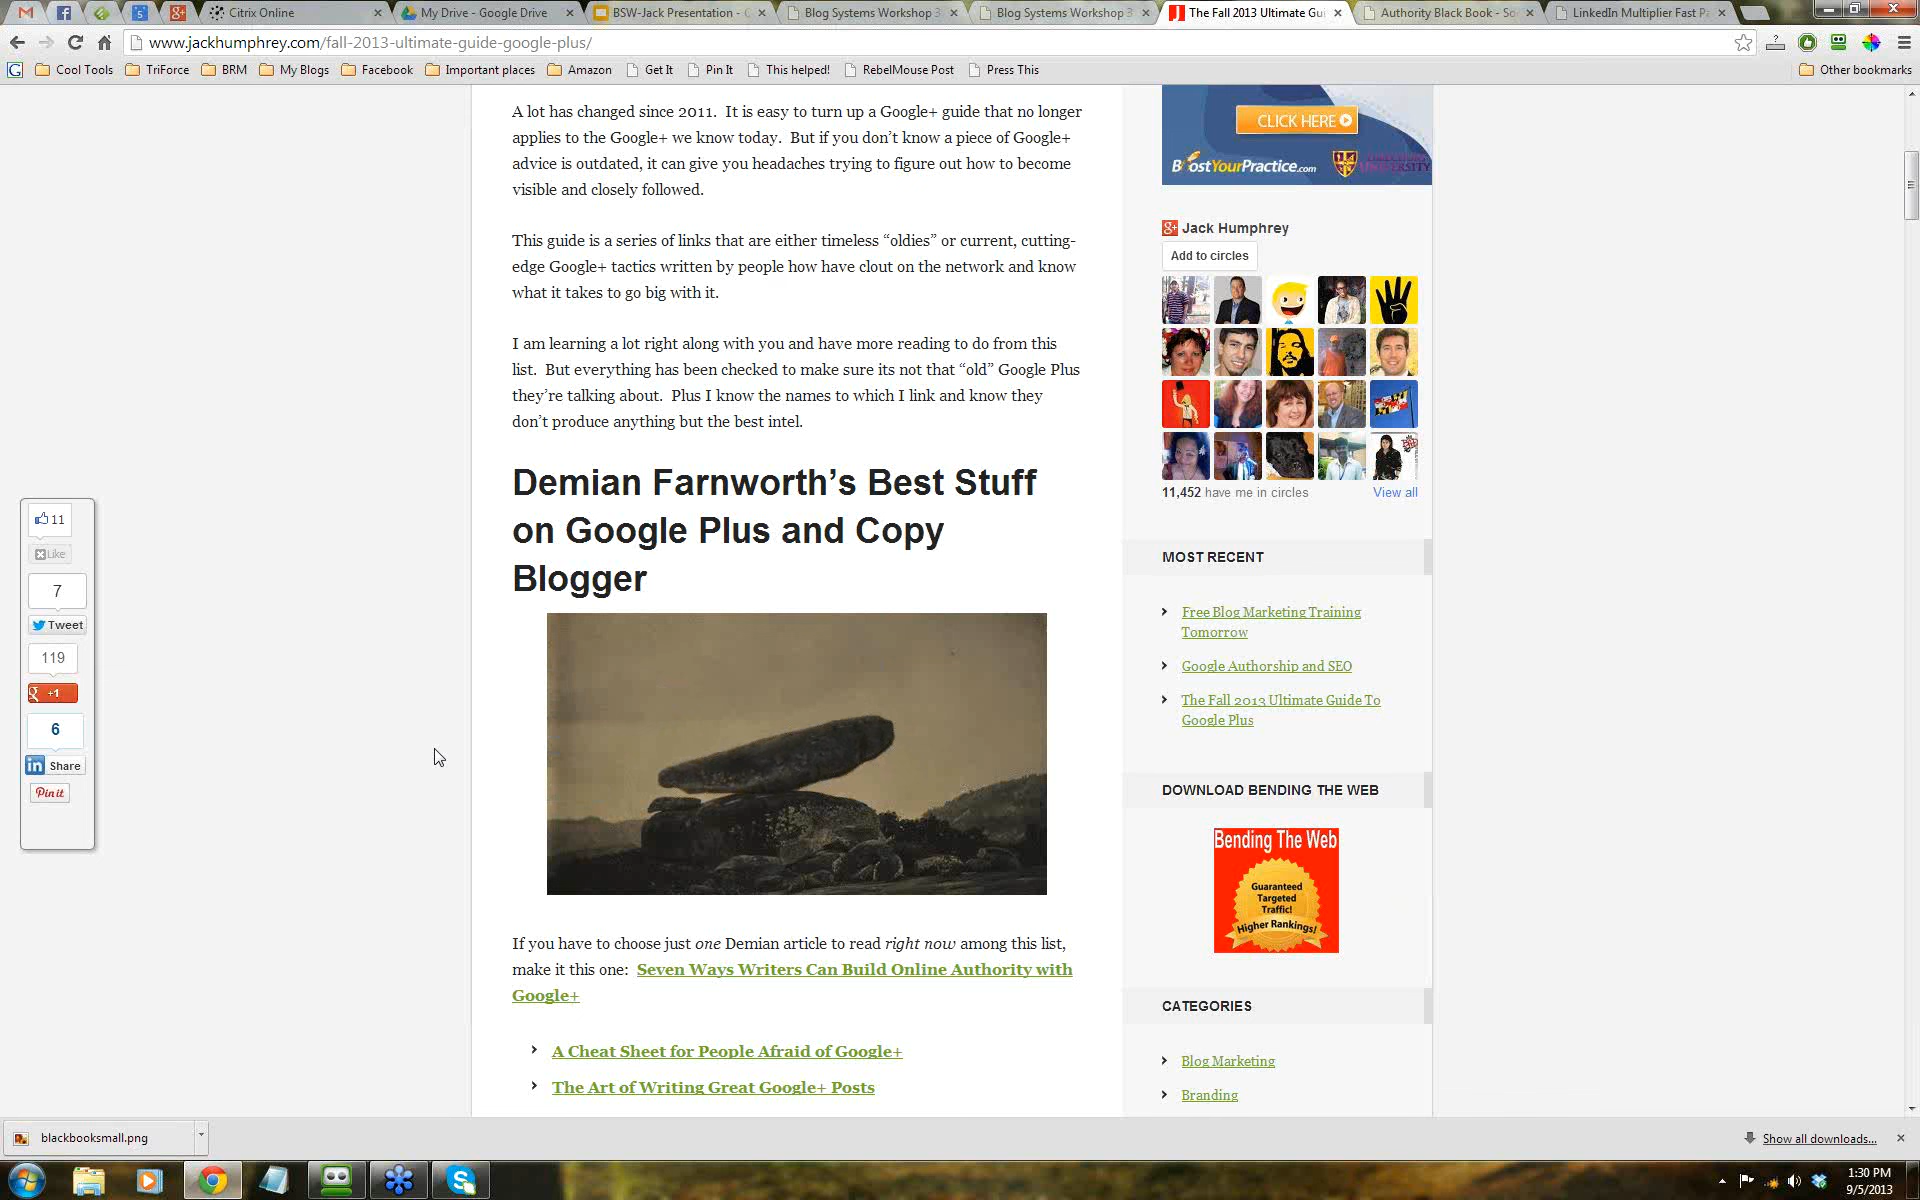 Citrix Online
My Drive - Google Drive
BSW-Jack Presentation -
Blog Systems Workshop 3
Blog Systems Workshop 3
The Fall 2013 Ultimate Gu
Authority Black Book - So
LinkedIn Multiplier Fast P
www.jackhumphrey.com/fall-2013-ultimate-guide-google-plus/
Cool Tools
TriForce
BRM
My Blogs
Facebook
Important places
Amazon
Get It
Pin It
This helped!
RebelMouse Post
Press This
Other bookmarks
A lot has changed since 2011. It is easy to turn up a Google+ guide that no longer
applies to the Google+ we know today. But if you don’t know a piece of Google+
advice is outdated, it can give you headaches trying to figure out how to become
visible and closely followed.
This guide is a series of links that are either timeless “oldies” or current, cutting-
edge Google+ tactics written by people how have clout on the network and know
what it takes to go big with it.
I am learning a lot right along with you and have more reading to do from this
list. But everything has been checked to make sure its not that “old” Google Plus
they’re talking about. Plus I know the names to which I link and know they
don’t produce anything but the best intel.
Demian Farnworth’s Best Stuff
on Google Plus and Copy
Blogger
If you have to choose just one Demian article to read right now among this list,
make it this one: Seven Ways Writers Can Build Online Authority with
Google+
A Cheat Sheet for People Afraid of Google+
The Art of Writing Great Google+ Posts
11
Like
7
Tweet
119
+1
6
in Share
Pin it
CLICK HERE
BoostYourPractice.com
UNIVERSITY
Jack Humphrey
Add to circles
11,452 have me in circles
View all
MOST RECENT
Free Blog Marketing Training
Tomorrow
Google Authorship and SEO
The Fall 2013 Ultimate Guide To
Google Plus
DOWNLOAD BENDING THE WEB
Bending The Web
Guaranteed
Targeted
Traffic!
Higher Rankings!
CATEGORIES
Blog Marketing
Branding
blackbooksmall.png
Show all downloads...
1:30 PM
9/5/2013